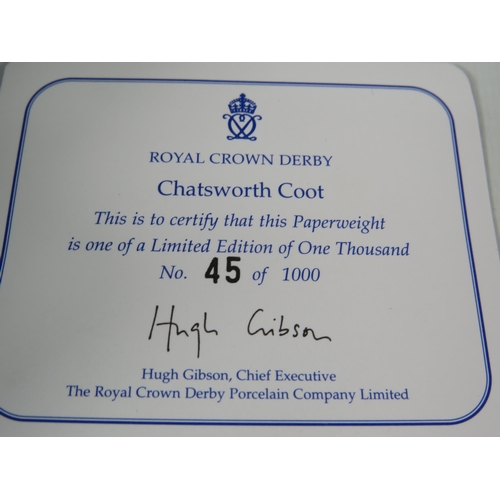 ROYAL CROWN DERBY
Chatsworth Coot
This is to certify that this Paperweight
is one of a Limited Edition of One Thousand
No. 45 of 1000
Hugh Gibson
Hugh Gibson, Chief Executive
The Royal Crown Derby Porcelain Company Limited